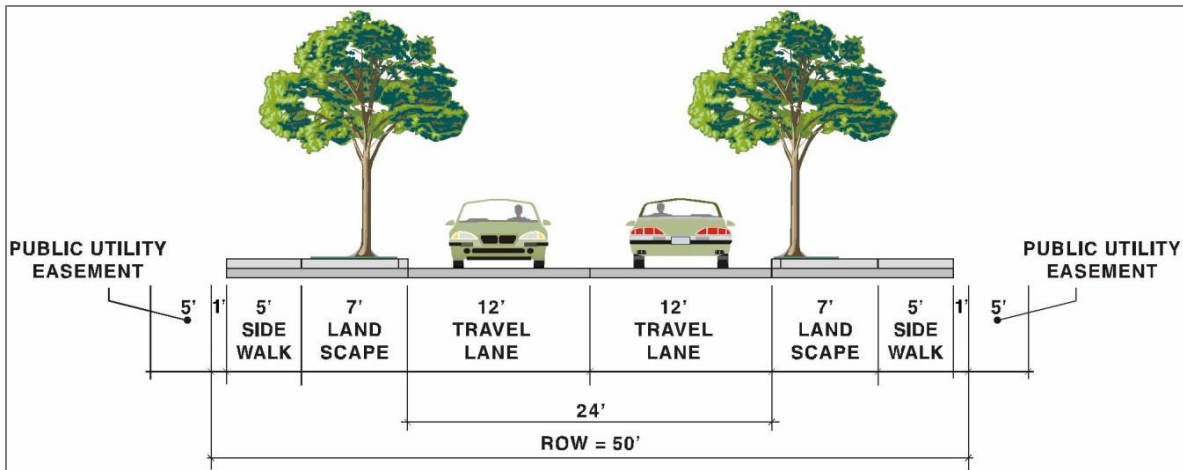 PUBLIC UTILITY
EASEMENT
PUBLIC UTILITY
EASEMENT
5' 1' 5' 7' 12' 12' 7' 5' 1' 5'
SIDE LAND TRAVEL TRAVEL LAND SIDE
WALK SCAPE LANE LANE SCAPE WALK
24'
ROW = 50'